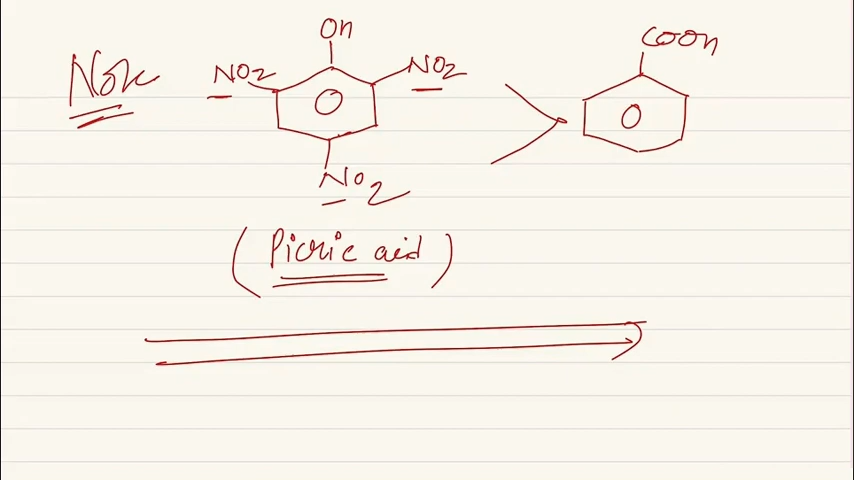 Note
OH
NO2 NO2
NO2
COOH
>
(Picric acid)